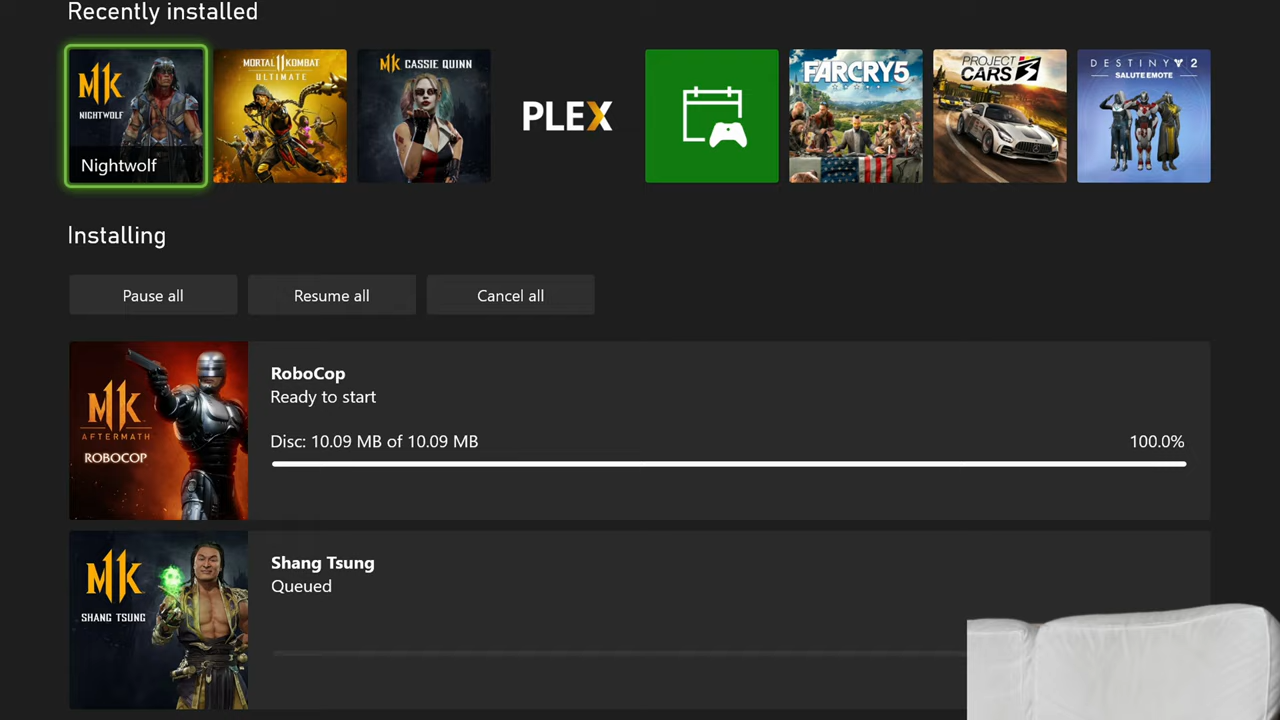 Recently installed
MK
NIGHTWOLF
Nightwolf
MORTAL KOMBAT 11
ULTIMATE
MK CASSIE QUINN
PLEX
FARCRY5
PROJECT
CARS 3
DESTINY 2
SALUTE EMOTE
Installing
Pause all
Resume all
Cancel all
MK
AFTERMATH
ROBOCOP
RoboCop
Ready to start
Disc: 10.09 MB of 10.09 MB
100.0%
MK
SHANG TSUNG
Shang Tsung
Queued